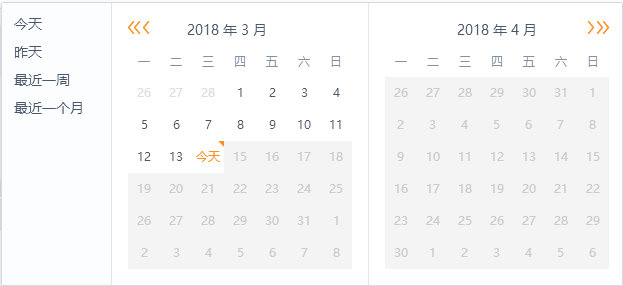 今天
昨天
最近一周
最近一个月
2018 年 3 月
一 二 三 四 五 六 日
26 27 28 1 2 3 4
5 6 7 8 9 10 11
12 13 今天 15 16 17 18
19 20 21 22 23 24 25
26 27 28 29 30 31 1
2 3 4 5 6 7 8
2018 年 4 月
一 二 三 四 五 六 日
26 27 28 29 30 31 1
2 3 4 5 6 7 8
9 10 11 12 13 14 15
16 17 18 19 20 21 22
23 24 25 26 27 28 29
30 1 2 3 4 5 6